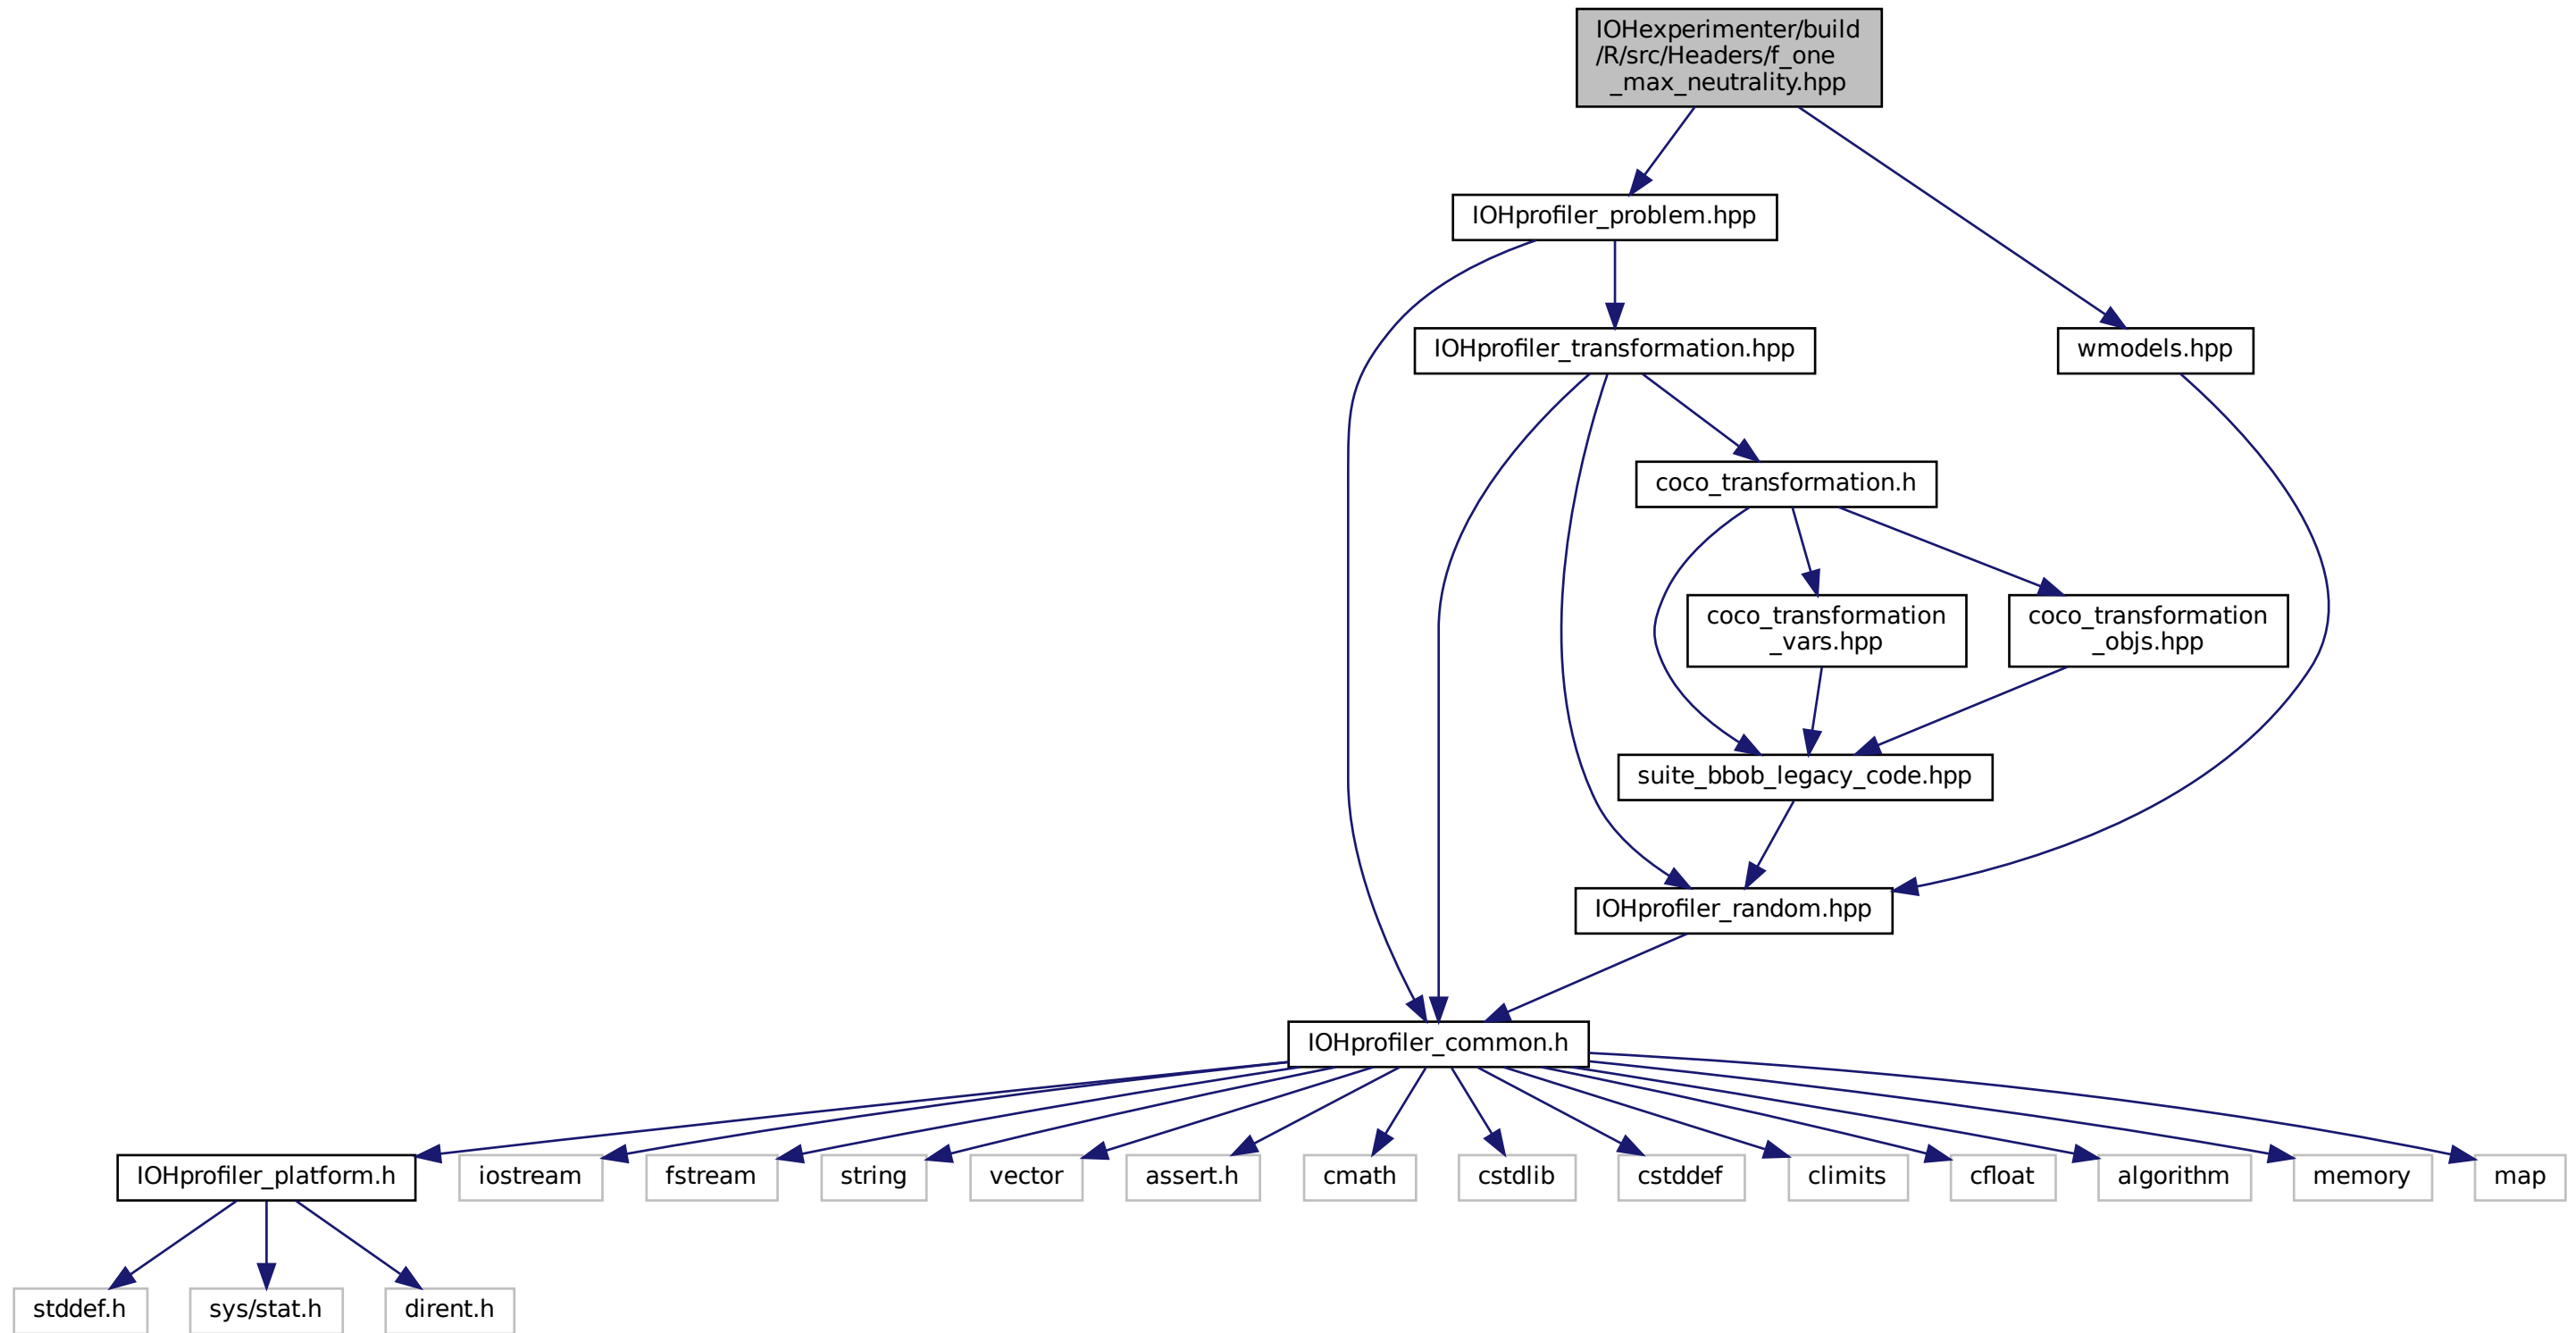 IOHexperimenter/build
/R/src/Headers/f_one
_max_neutrality.hpp
IOHprofiler_problem.hpp
IOHprofiler_transformation.hpp
wmodels.hpp
coco_transformation.h
coco_transformation
_vars.hpp
coco_transformation
_objs.hpp
suite_bbob_legacy_code.hpp
IOHprofiler_random.hpp
IOHprofiler_common.h
IOHprofiler_platform.h
iostream
fstream
string
vector
assert.h
cmath
cstdlib
cstddef
climits
cfloat
algorithm
memory
map
stddef.h
sys/stat.h
dirent.h